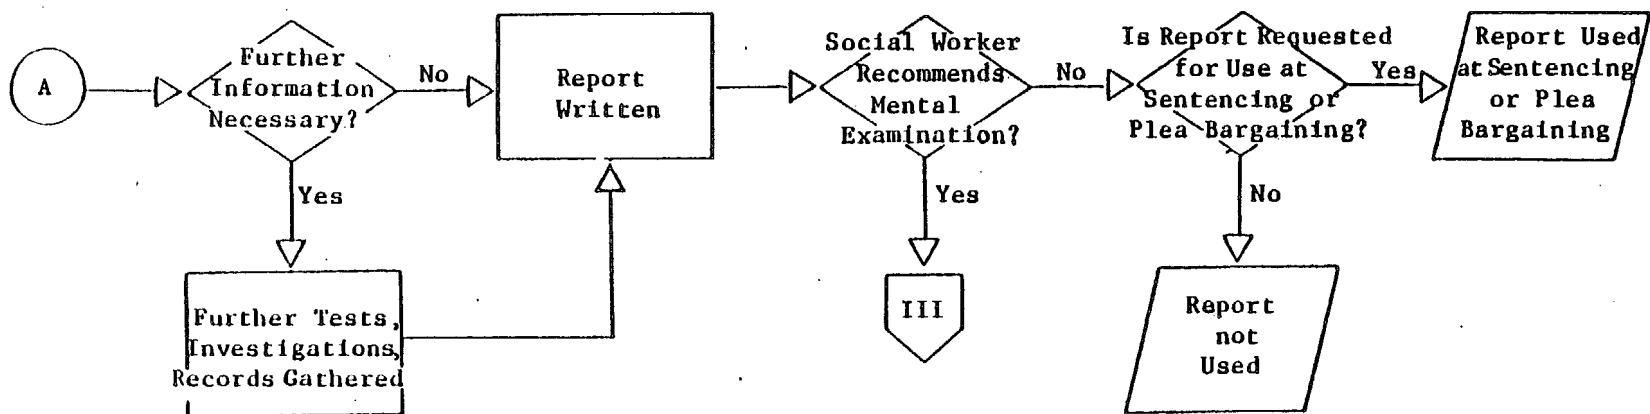 A
Further
Information
Necessary?
No
Yes
Further Tests,
Investigations,
Records Gathered
Report
Written
Social Worker
Recommends
Mental
Examination?
No
Yes
III
Is Report Requested
for Use at
Sentencing or
Plea Bargaining?
Yes
No
Report Used
at Sentencing
or Plea
Bargaining
Report
not
Used